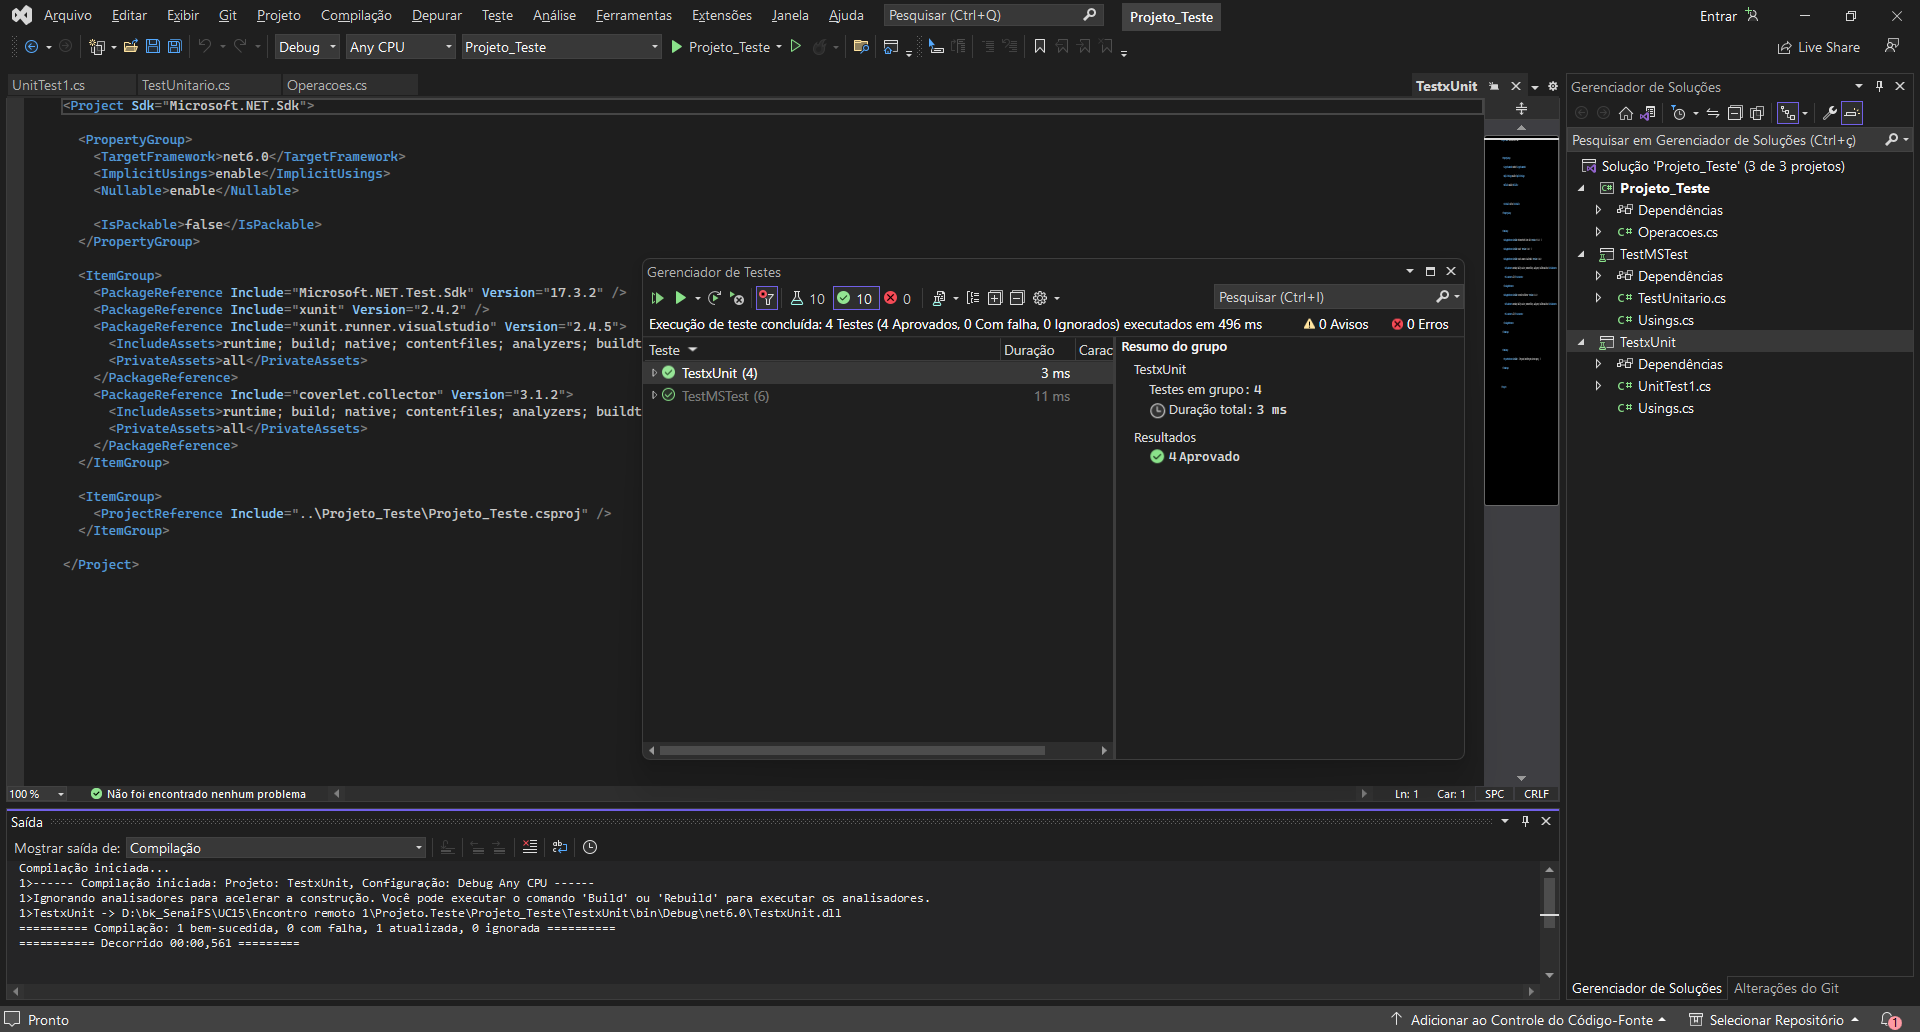 Arquivo Editar Exibir Git Projeto Compilação Depurar Teste Análise Ferramentas Extensões Janela Ajuda Pesquisar (Ctrl+Q) Projeto_Teste Entrar
Debug Any CPU Projeto_Teste Projeto_Teste Live Share
UnitTest1.cs TestUnitario.cs Operacoes.cs TestxUnit
<Project Sdk="Microsoft.NET.Sdk">
<PropertyGroup>
<TargetFramework>net6.0</TargetFramework>
<ImplicitUsings>enable</ImplicitUsings>
<Nullable>enable</Nullable>
<IsPackable>false</IsPackable>
</PropertyGroup>
<ItemGroup>
<PackageReference Include="Microsoft.NET.Test.Sdk" Version="17.3.2" />
<PackageReference Include="xunit" Version="2.4.2" />
<PackageReference Include="xunit.runner.visualstudio" Version="2.4.5">
<IncludeAssets>runtime; build; native; contentfiles; analyzers; buildt
<PrivateAssets>all</PrivateAssets>
</PackageReference>
<PackageReference Include="coverlet.collector" Version="3.1.2">
<IncludeAssets>runtime; build; native; contentfiles; analyzers; buildt
<PrivateAssets>all</PrivateAssets>
</PackageReference>
</ItemGroup>
<ItemGroup>
<ProjectReference Include="..\Projeto_Teste\Projeto_Teste.csproj" />
</ItemGroup>
</Project>
Gerenciador de Testes
10 10 0 Pesquisar (Ctrl+I)
Execução de teste concluída: 4 Testes (4 Aprovados, 0 Com falha, 0 Ignorados) executados em 496 ms 0 Avisos 0 Erros
Teste Duração Carac
TestxUnit (4) 3 ms
TestMSTest (6) 11 ms
Resumo do grupo
TestxUnit
Testes em grupo: 4
Duração total: 3 ms
Resultados
4 Aprovado
100 % Não foi encontrado nenhum problema Ln: 1 Car: 1 SPC CRLF
Saída
Mostrar saída de: Compilação
Compilação iniciada...
1>------ Compilação iniciada: Projeto: TestxUnit, Configuração: Debug Any CPU ------
1>Ignorando analisadores para acelerar a construção. Você pode executar o comando 'Build' ou 'Rebuild' para executar os analisadores.
1>TestxUnit -> D:\bk_SenaiFS\UC15\Encontro remoto 1\Projeto.Teste\Projeto_Teste\TestxUnit\bin\Debug\net6.0\TestxUnit.dll
========== Compilação: 1 bem-sucedida, 0 com falha, 1 atualizada, 0 ignorada ==========
=========== Decorrido 00:00,561 =========
Gerenciador de Soluções
Pesquisar em Gerenciador de Soluções (Ctrl+ç)
Solução 'Projeto_Teste' (3 de 3 projetos)
Projeto_Teste
Dependências
C# Operacoes.cs
TestMSTest
Dependências
C# TestUnitario.cs
C# Usings.cs
TestxUnit
Dependências
C# UnitTest1.cs
C# Usings.cs
Gerenciador de Soluções Alterações do Git
Pronto Adicionar ao Controle do Código-Fonte Selecionar Repositório 1